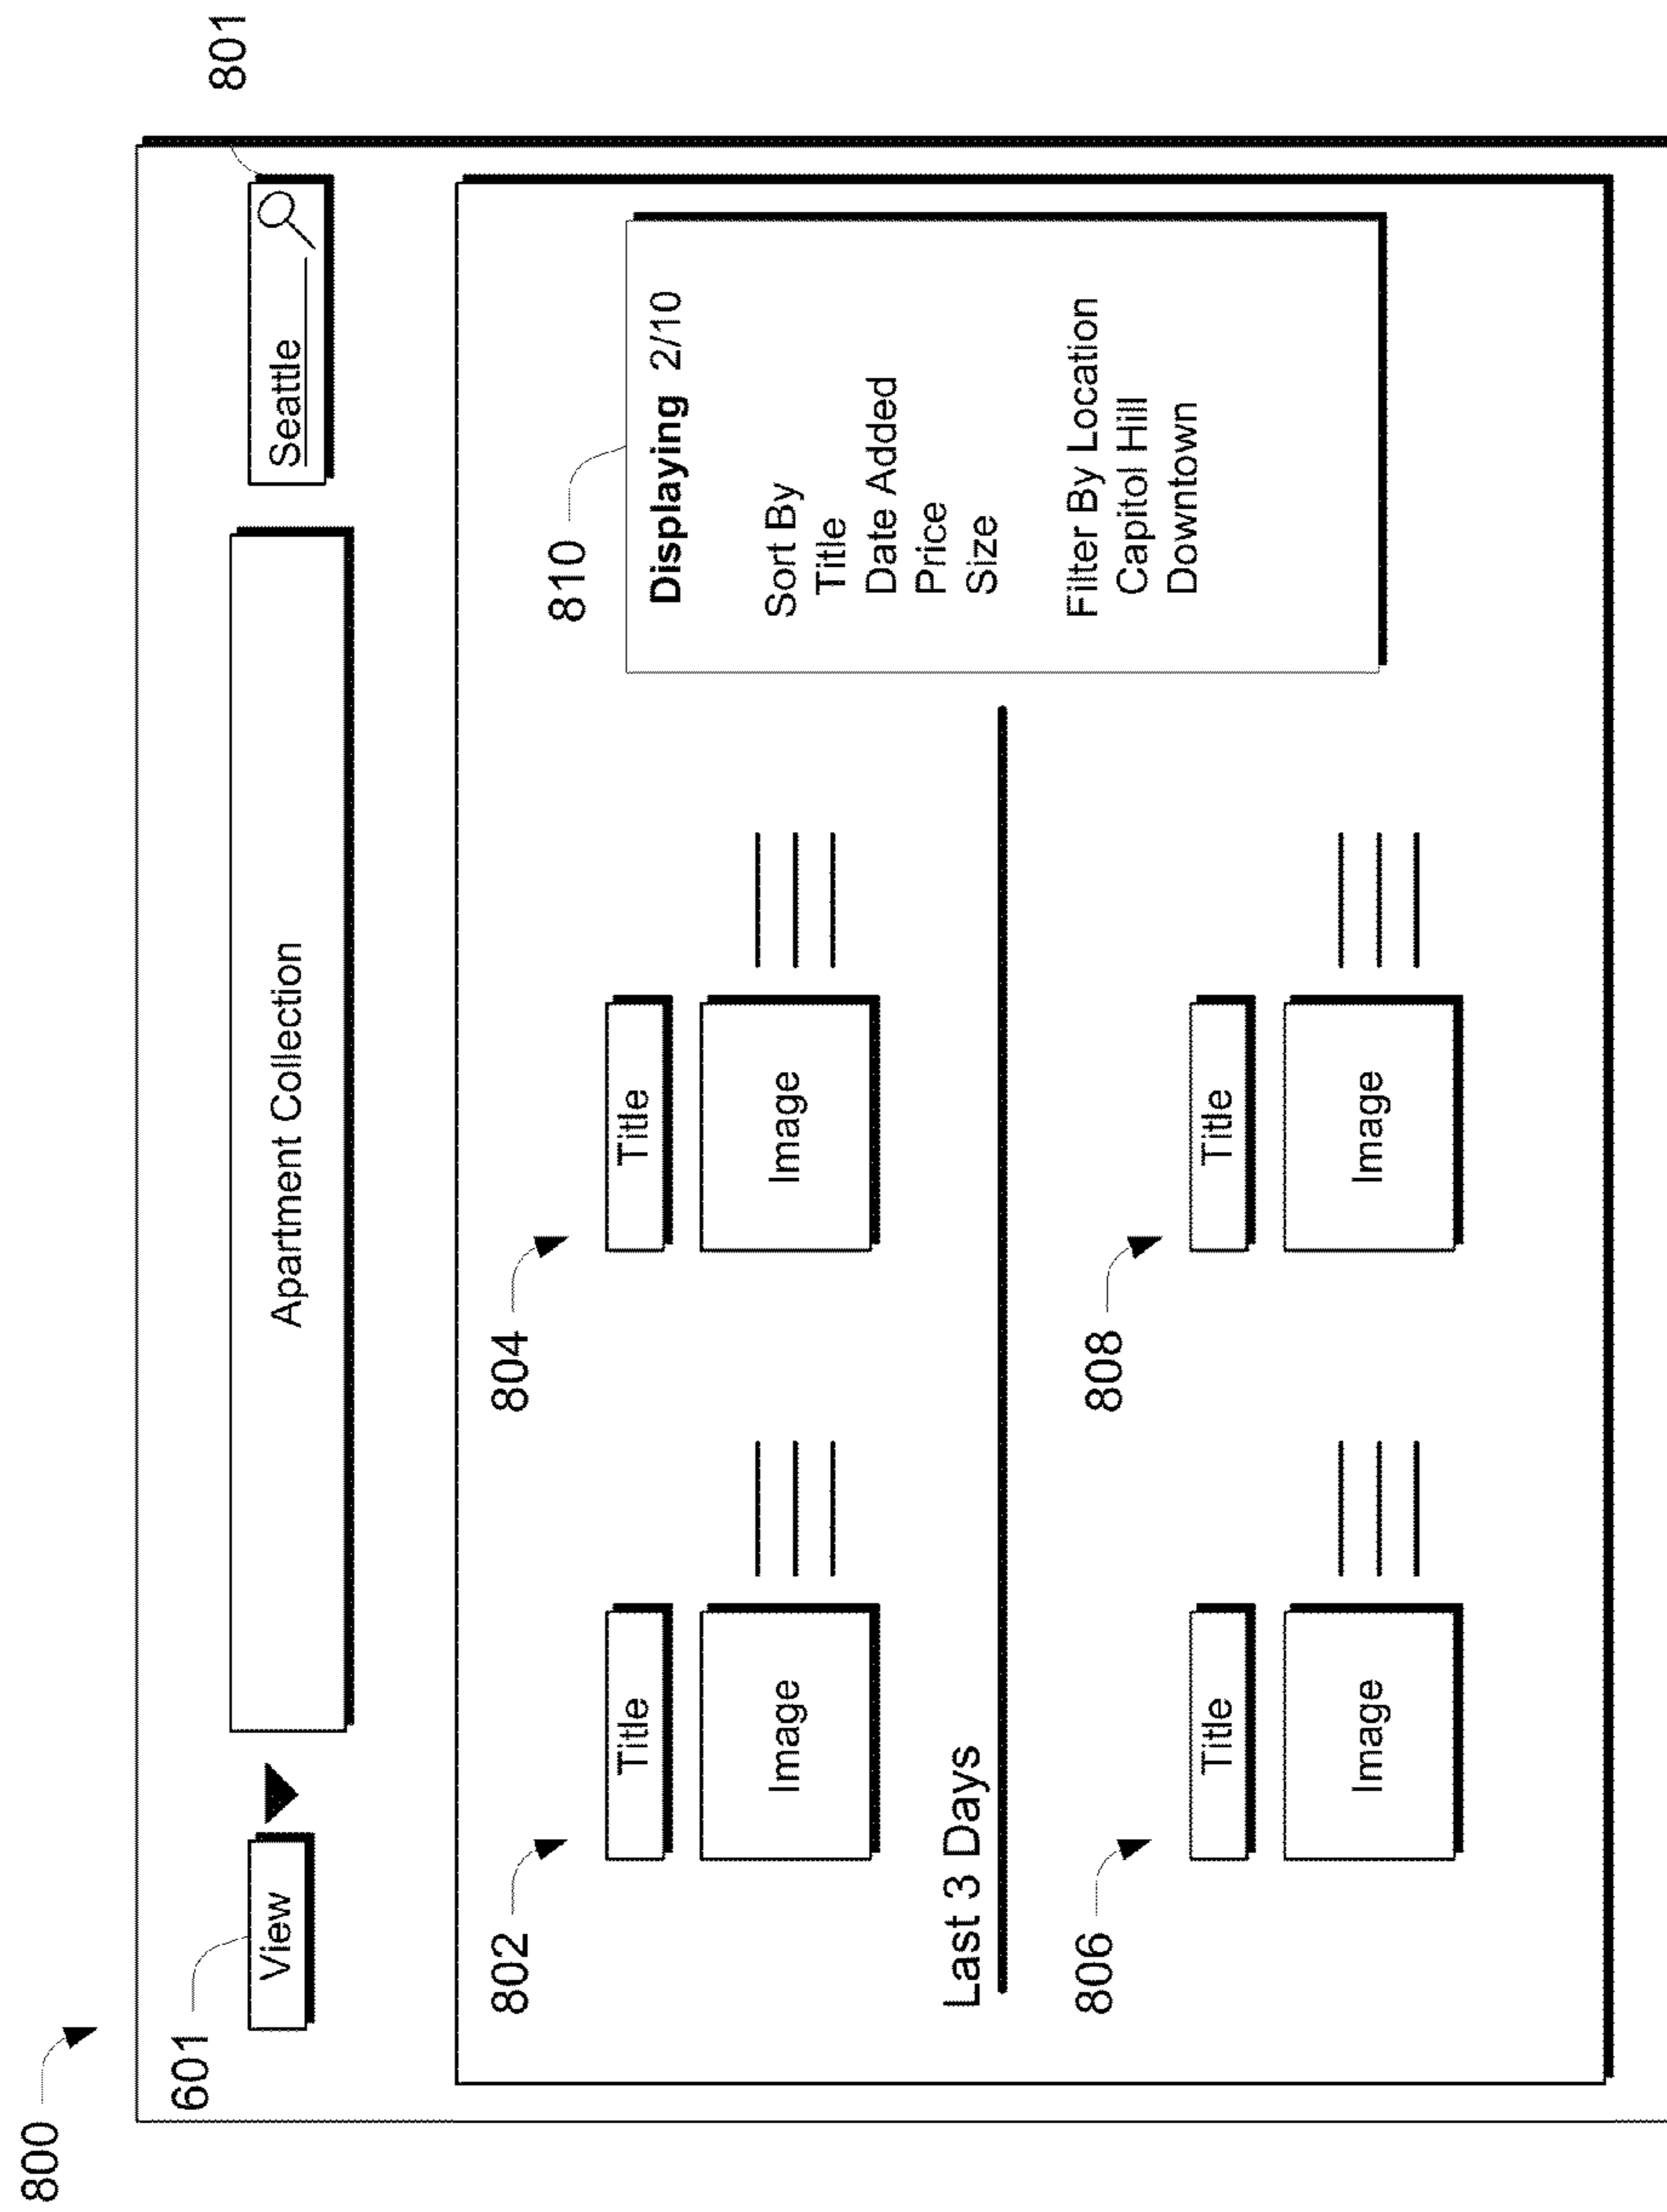 800
601
801
View
Apartment Collection
Seattle
802
804
810
Title
Title
Image
Image
Displaying 2/10
Sort By
Title
Date Added
Price
Size
Filter By Location
Capitol Hill
Downtown
Last 3 Days
806
808
Title
Title
Image
Image